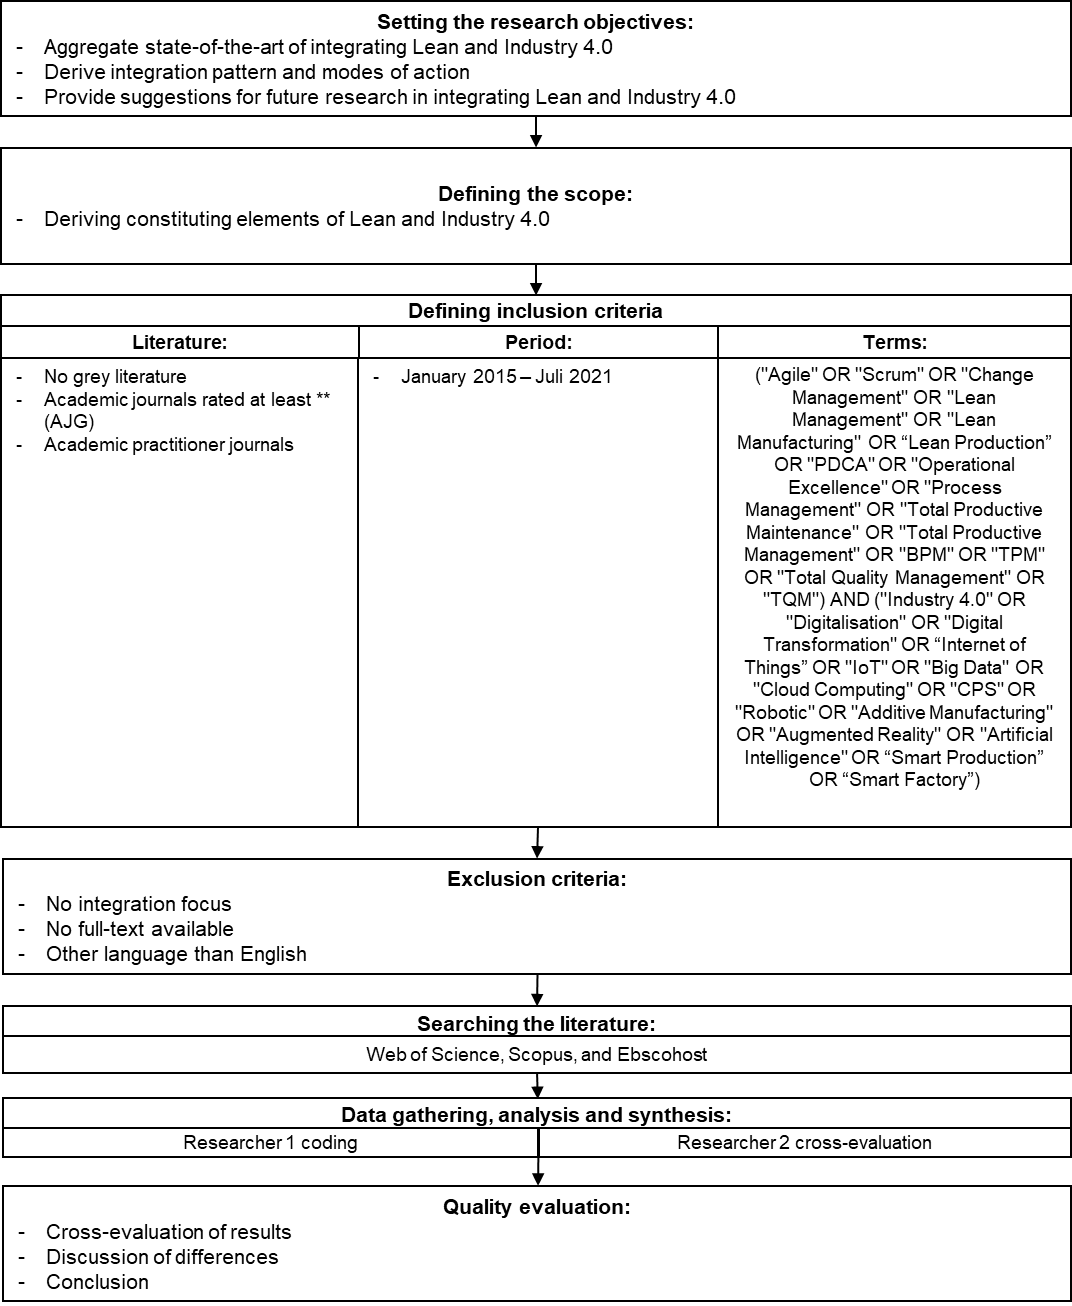 Setting the research objectives:
- Aggregate state-of-the-art of integrating Lean and Industry 4.0
- Derive integration pattern and modes of action
- Provide suggestions for future research in integrating Lean and Industry 4.0
Defining the scope:
- Deriving constituting elements of Lean and Industry 4.0
Defining inclusion criteria
Literature:
- No grey literature
- Academic journals rated at least **
(AJG)
- Academic practitioner journals
Period:
- January 2015 – Juli 2021
Terms:
("Agile" OR "Scrum" OR "Change
Management" OR "Lean
Management" OR "Lean
Manufacturing" OR “Lean Production”
OR "PDCA" OR "Operational
Excellence" OR "Process
Management" OR "Total Productive
Maintenance" OR "Total Productive
Management" OR "BPM" OR "TPM"
OR "Total Quality Management" OR
"TQM") AND ("Industry 4.0" OR
"Digitalisation" OR "Digital
Transformation" OR “Internet of
Things” OR "IoT" OR "Big Data" OR
"Cloud Computing" OR "CPS" OR
"Robotic" OR "Additive Manufacturing"
OR "Augmented Reality" OR "Artificial
Intelligence" OR “Smart Production”
OR “Smart Factory”)
Exclusion criteria:
- No integration focus
- No full-text available
- Other language than English
Searching the literature:
Web of Science, Scopus, and Ebscohost
Data gathering, analysis and synthesis:
Researcher 1 coding
Researcher 2 cross-evaluation
Quality evaluation:
- Cross-evaluation of results
- Discussion of differences
- Conclusion